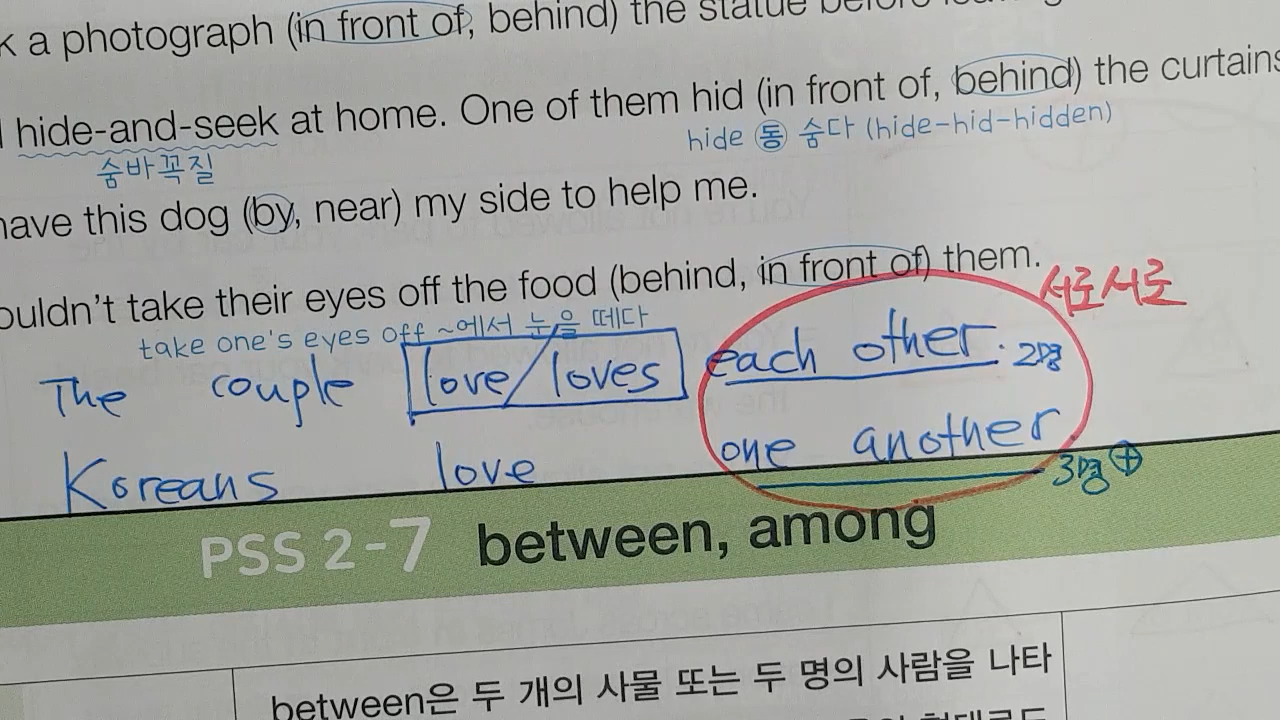 a photograph (in front of, behind) the statue before
hide-and-seek at home. One of them hid (in front of, behind) the curtains
숨바꼭질
hide 동 숨다 (hide-hid-hidden)
have this dog (by, near) my side to help me.
ouldn't take their eyes off the food (behind, in front of) them.
서로서로
take one's eyes off ~에서 눈을 떼다
The couple love/loves each other. 2명
Koreans love one another
3명 ⊕
PSS 2-7 between, among
between은 두 개의 사물 또는 두 명의 사람을 나타